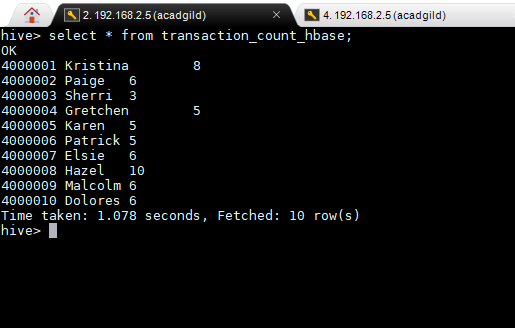 2. 192.168.2.5 (acadgild)
4. 192.168.2.5 (acadgild)
hive> select * from transaction_count_hbase;
OK
4000001 Kristina 8
4000002 Paige 6
4000003 Sherri 3
4000004 Gretchen 5
4000005 Karen 5
4000006 Patrick 5
4000007 Elsie 6
4000008 Hazel 10
4000009 Malcolm 6
4000010 Dolores 6
Time taken: 1.078 seconds, Fetched: 10 row(s)
hive>